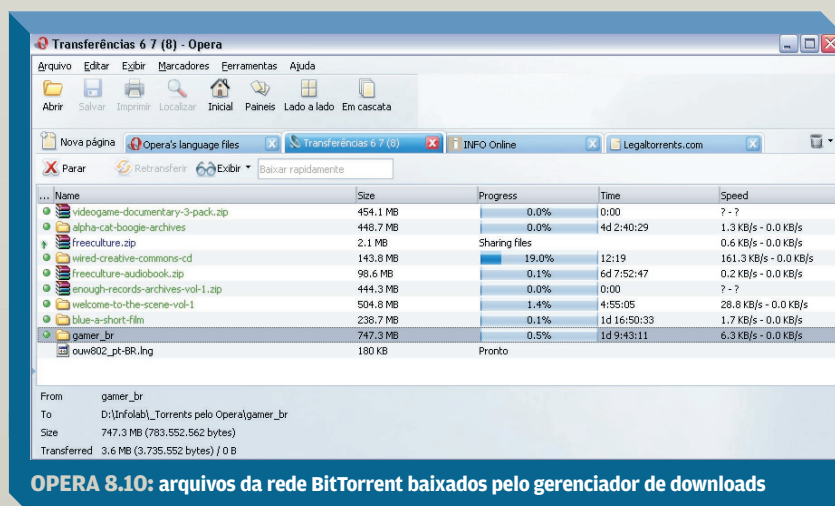 Transferências 6 7 (8) - Opera
Arquivo Editar Exibir Marcadores Ferramentas Ajuda
Abrir Salvar Imprimir Localizar Inicial Paineis Lado a lado Em cascata
Nova página Opera's language files Transferências 6 7 (8) INFO Online Legaltorrents.com
Parar Retransferir Exibir Baixar rapidamente
... Name Size Progress Time Speed
videogame-documentary-3-pack.zip 454.1 MB 0.0% 0:00 ? - ?
alpha-cat-boogie-archives 448.7 MB 0.0% 4d 2:40:29 1.3 KB/s - 0.0 KB/s
freeculture.zip 2.1 MB Sharing files 0.6 KB/s - 0.0 KB/s
wired-creative-commons-cd 143.8 MB 19.0% 12:19 161.3 KB/s - 0.0 KB/s
freeculture-audiobook.zip 98.6 MB 0.1% 6d 7:52:47 0.2 KB/s - 0.0 KB/s
enough-records-archives-vol-1.zip 444.3 MB 0.0% 0:00 ? - ?
welcome-to-the-scene-vol-1 504.8 MB 1.4% 4:55:05 28.8 KB/s - 0.0 KB/s
blue-a-short-film 238.7 MB 0.1% 1d 16:50:33 1.7 KB/s - 0.0 KB/s
gamer_br 747.3 MB 0.5% 1d 9:43:11 6.3 KB/s - 0.0 KB/s
ouw802_pt-BR.lng 180 KB Pronto
From gamer_br
To D:\Infolab\_Torrents pelo Opera\gamer_br
Size 747.3 MB (783.552.562 bytes)
Transferred 3.6 MB (3.735.552 bytes) / 0 B
OPERA 8.10: arquivos da rede BitTorrent baixados pelo gerenciador de downloads